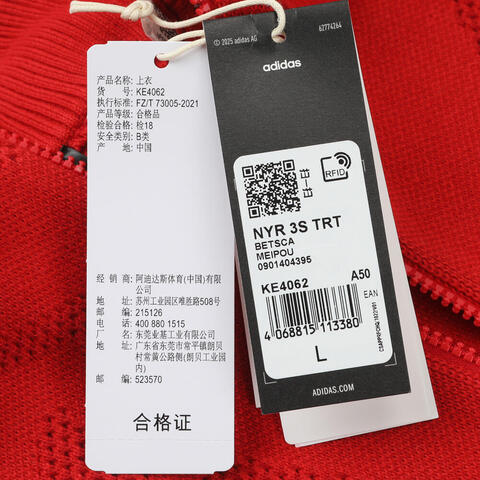 产品名称: 上衣
货 号: KE4062
执行标准: FZ/T 73005-2021
产品等级: 合格品
检验合格: 检18
安全类别: B类
产 地: 中国
经 销 商: 阿迪达斯体育(中国)有限
公司
地 址: 苏州工业园区唯胜路508号
邮 编: 215126
电 话: 400 880 1515
厂 名: 东莞业基工业有限公司
地 址: 广东省东莞市常平镇朗贝
村常黄公路侧(朗贝工业园
内)
邮 编: 523570
合格证
© 2025 adidas AG
62774264
adidas
RFID
NYR 3S TRT
BETSCA
MEIPOU
0901404395
KE4062 A50
EAN
4 068815 113380
L
ADIDAS.COM